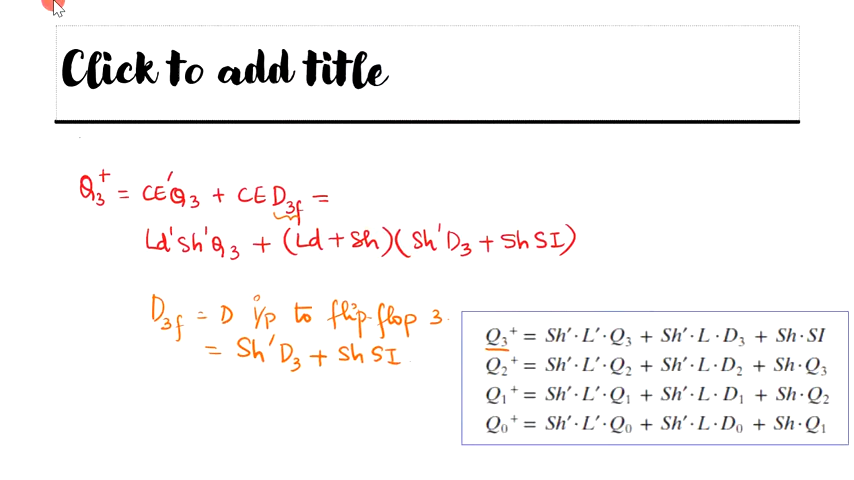 Click to add title
Q₃⁺ = CE'Q₃ + CE D₃f =
Ld'Sh'Q₃ + (Ld + Sh)(Sh'D₃ + Sh SI)
D₃f = D i/p to flip-flop 3.
= Sh'D₃ + Sh SI
Q₃⁺ = Sh'·L'·Q₃ + Sh'·L·D₃ + Sh·SI
Q₂⁺ = Sh'·L'·Q₂ + Sh'·L·D₂ + Sh·Q₃
Q₁⁺ = Sh'·L'·Q₁ + Sh'·L·D₁ + Sh·Q₂
Q₀⁺ = Sh'·L'·Q₀ + Sh'·L·D₀ + Sh·Q₁